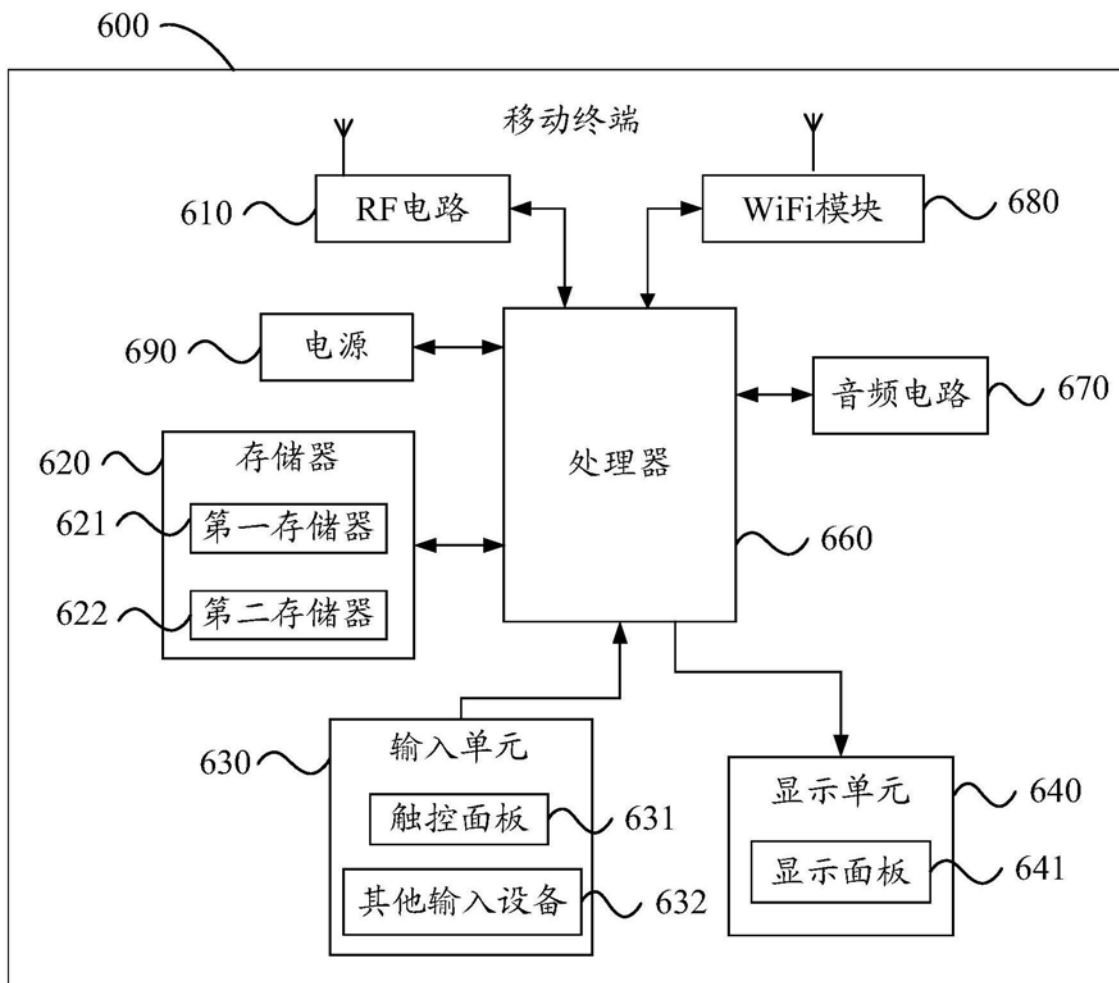 600
移动终端
610
RF电路
WiFi模块
680
690
电源
处理器
音频电路
670
620
存储器
621
第一存储器
660
622
第二存储器
630
输入单元
触控面板
631
其他输入设备
632
显示单元
640
显示面板
641